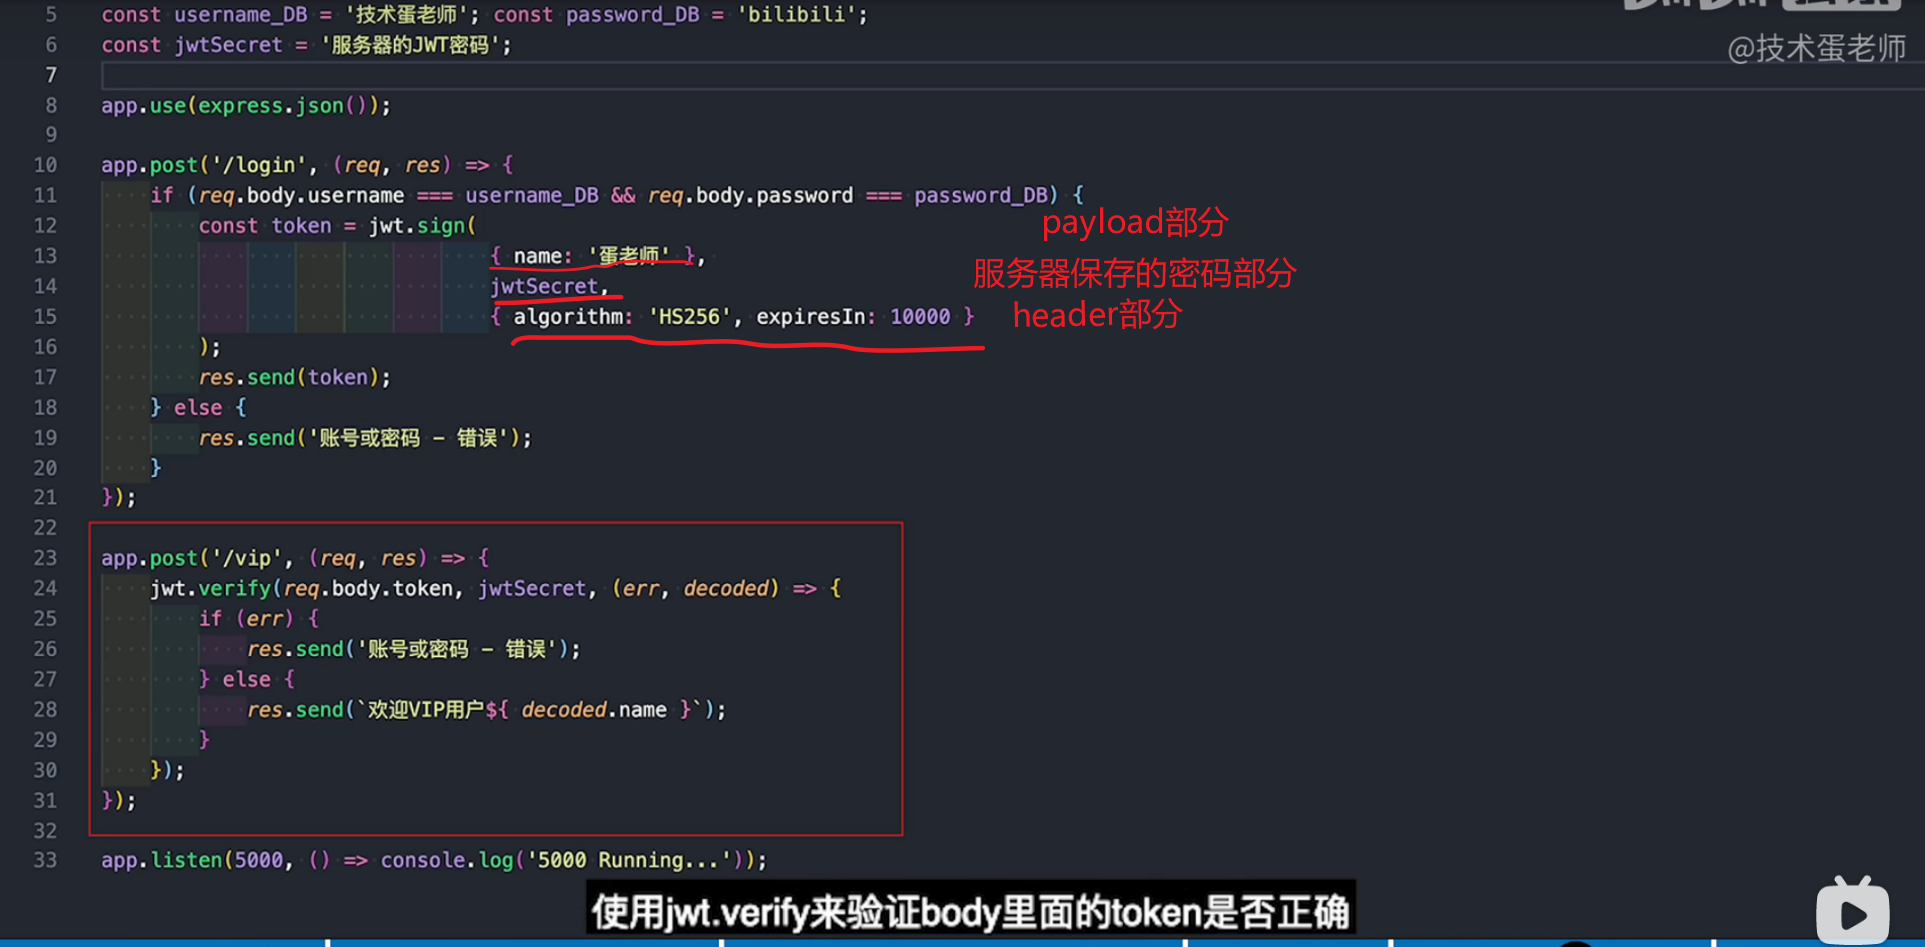 5 const username_DB = '技术蛋老师'; const password_DB = 'bilibili';
6 const jwtSecret = '服务器的JWT密码';
@技术蛋老师
7
8 app.use(express.json());
9
10 app.post('/login', (req, res) => {
11 if (req.body.username === username_DB && req.body.password === password_DB) {
12 const token = jwt.sign(
payload部分
13 { name: '蛋老师' },
服务器保存的密码部分
14 jwtSecret,
15 { algorithm: 'HS256', expiresIn: 10000 }
header部分
16 );
17 res.send(token);
18 } else {
19 res.send('账号或密码 - 错误');
20 }
21 });
22
23 app.post('/vip', (req, res) => {
24 jwt.verify(req.body.token, jwtSecret, (err, decoded) => {
25 if (err) {
26 res.send('账号或密码 - 错误');
27 } else {
28 res.send(`欢迎VIP用户${ decoded.name }`);
29 }
30 });
31 });
32
33 app.listen(5000, () => console.log('5000 Running...'));
使用jwt.verify来验证body里面的token是否正确